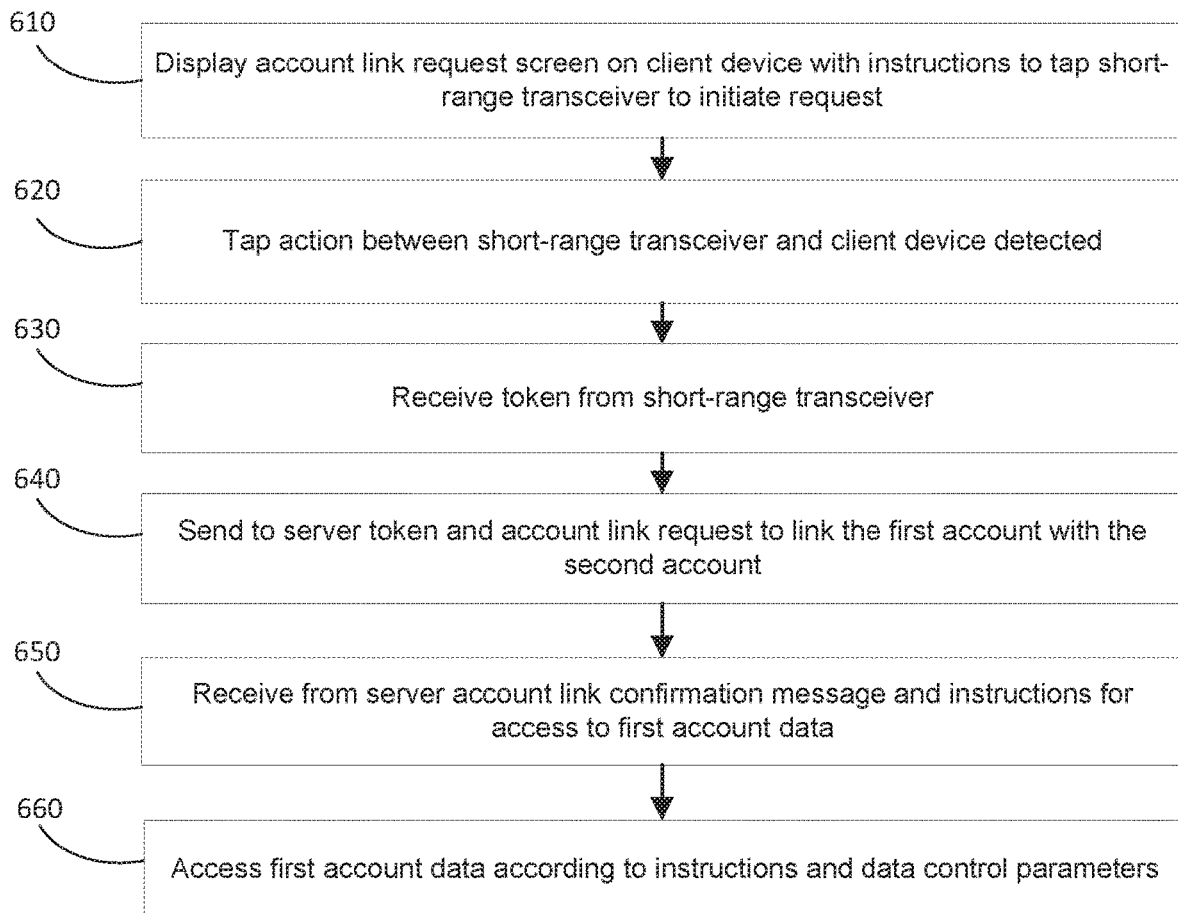 610
Display account link request screen on client device with instructions to tap short-
range transceiver to initiate request
620
Tap action between short-range transceiver and client device detected
630
Receive token from short-range transceiver
640
Send to server token and account link request to link the first account with the
second account
650
Receive from server account link confirmation message and instructions for
access to first account data
660
Access first account data according to instructions and data control parameters